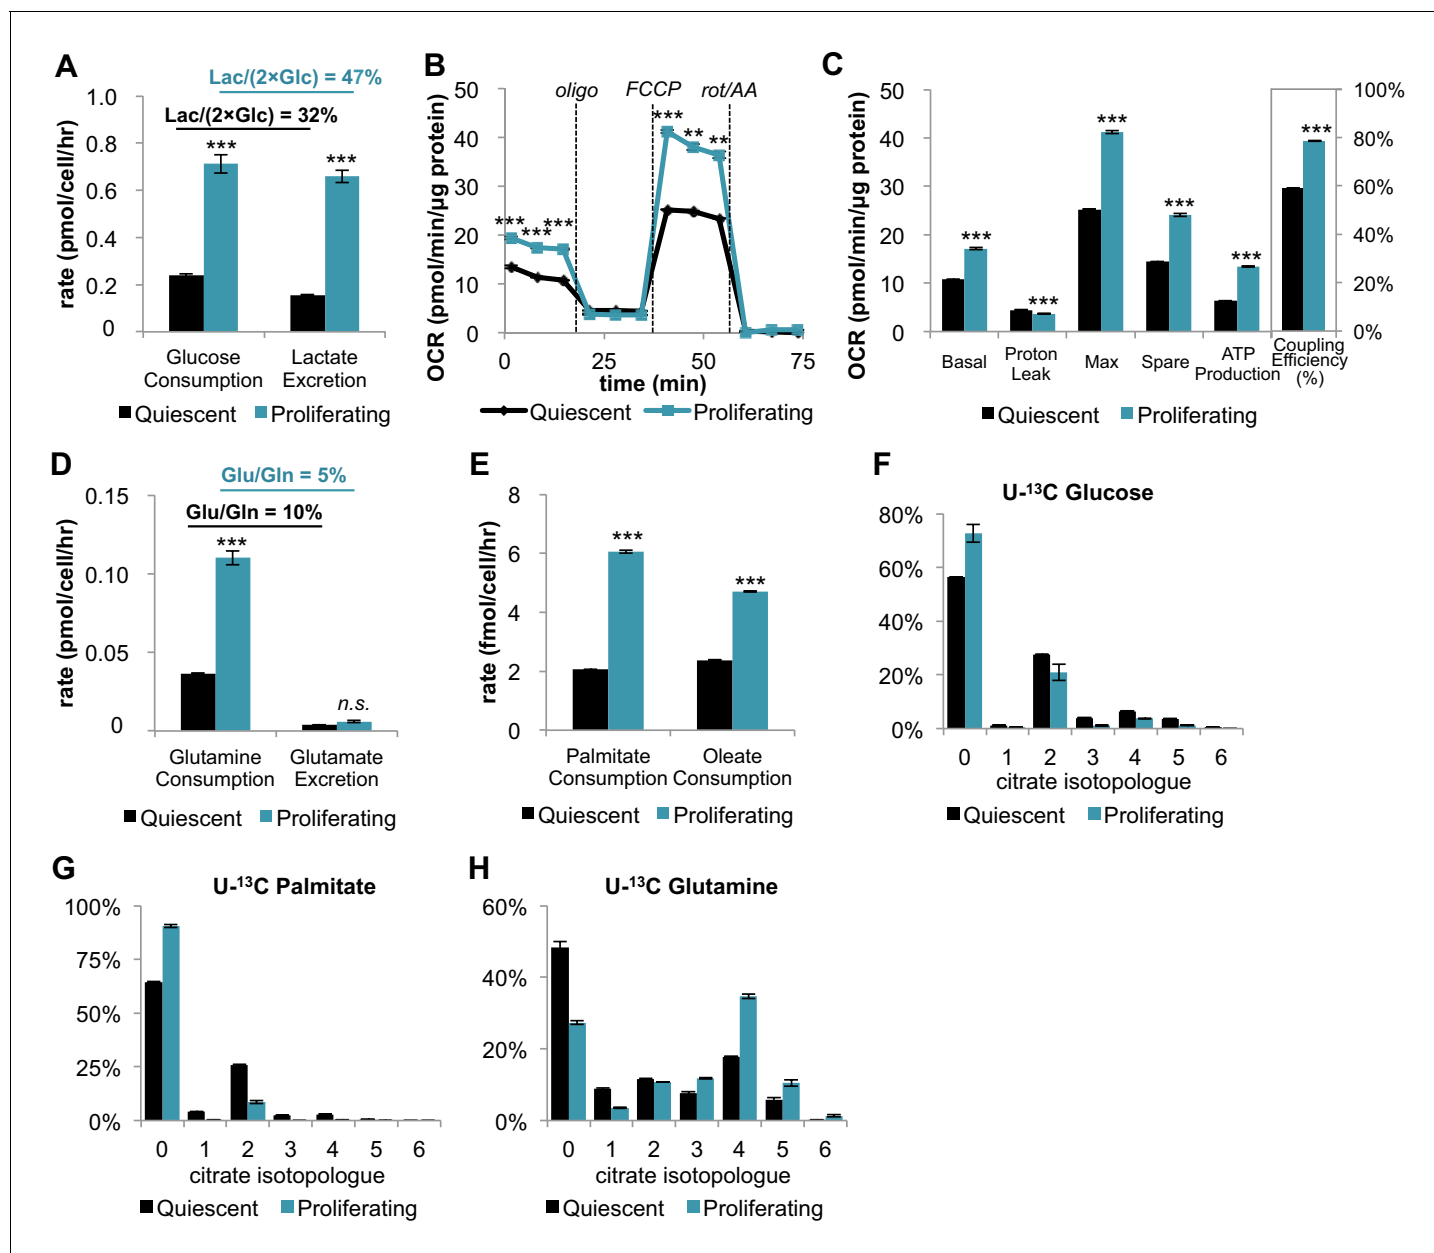 A
Lac/(2×Glc) = 47%
Lac/(2×Glc) = 32%
rate (pmol/cell/hr)
1.0
0.8
0.6
0.4
0.2
0
***
***
Glucose Consumption
Lactate Excretion
Quiescent
Proliferating
B
oligo
FCCP
rot/AA
OCR (pmol/min/µg protein)
50
40
30
20
10
0
***
***
***
***
**
**
0
25
50
75
time (min)
Quiescent
Proliferating
C
OCR (pmol/min/µg protein)
50
40
30
20
10
0
100%
80%
60%
40%
20%
0%
***
***
***
***
***
***
Basal
Proton Leak
Max
Spare
ATP Production
Coupling Efficiency (%)
Quiescent
Proliferating
D
Glu/Gln = 5%
Glu/Gln = 10%
rate (pmol/cell/hr)
0.15
0.10
0.05
0
***
n.s.
Glutamine Consumption
Glutamate Excretion
Quiescent
Proliferating
E
rate (fmol/cell/hr)
8
6
4
2
0
***
***
Palmitate Consumption
Oleate Consumption
Quiescent
Proliferating
F
U-¹³C Glucose
80%
60%
40%
20%
0%
0 1 2 3 4 5 6
citrate isotopologue
Quiescent
Proliferating
G
U-¹³C Palmitate
100%
75%
50%
25%
0%
0 1 2 3 4 5 6
citrate isotopologue
Quiescent
Proliferating
H
U-¹³C Glutamine
60%
40%
20%
0%
0 1 2 3 4 5 6
citrate isotopologue
Quiescent
Proliferating